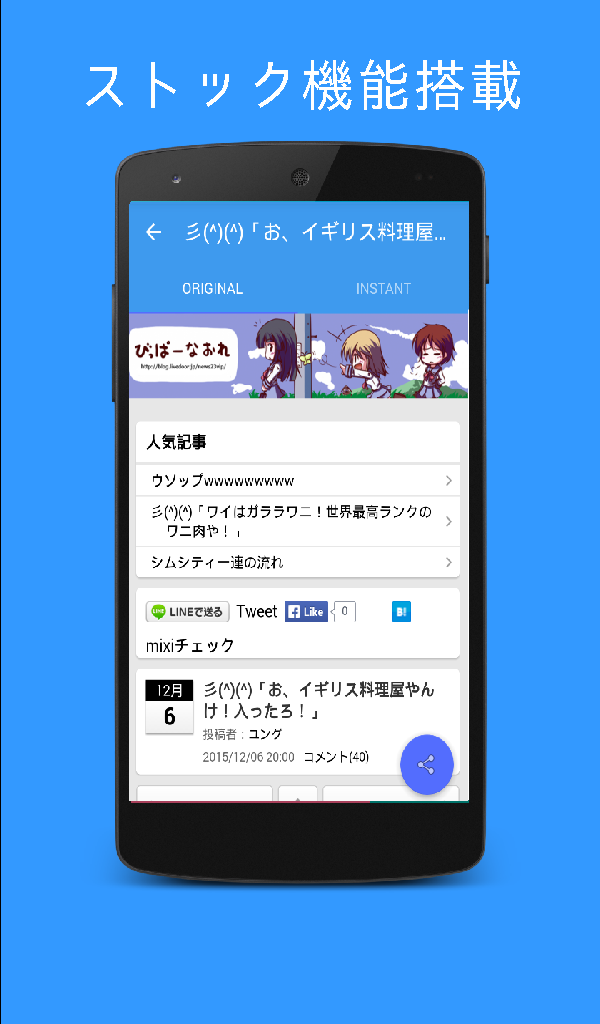 ストック機能搭載
彡(^)(^)「お、イギリス料理屋...
ORIGINAL
INSTANT
びっぱーなおれ
http://blog.livedoor.jp/news23vip/
人気記事
ウソップwwwwwwwww
彡(^)(^)「ワイはガララワニ！世界最高ランクの
ワニ肉や！」
シムシティー連の流れ
LINEで送る Tweet Like 0 B!
mixiチェック
12月
6
彡(^)(^)「お、イギリス料理屋やん
け！入ったろ！」
投稿者：ユング
2015/12/06 20:00 コメント(40)